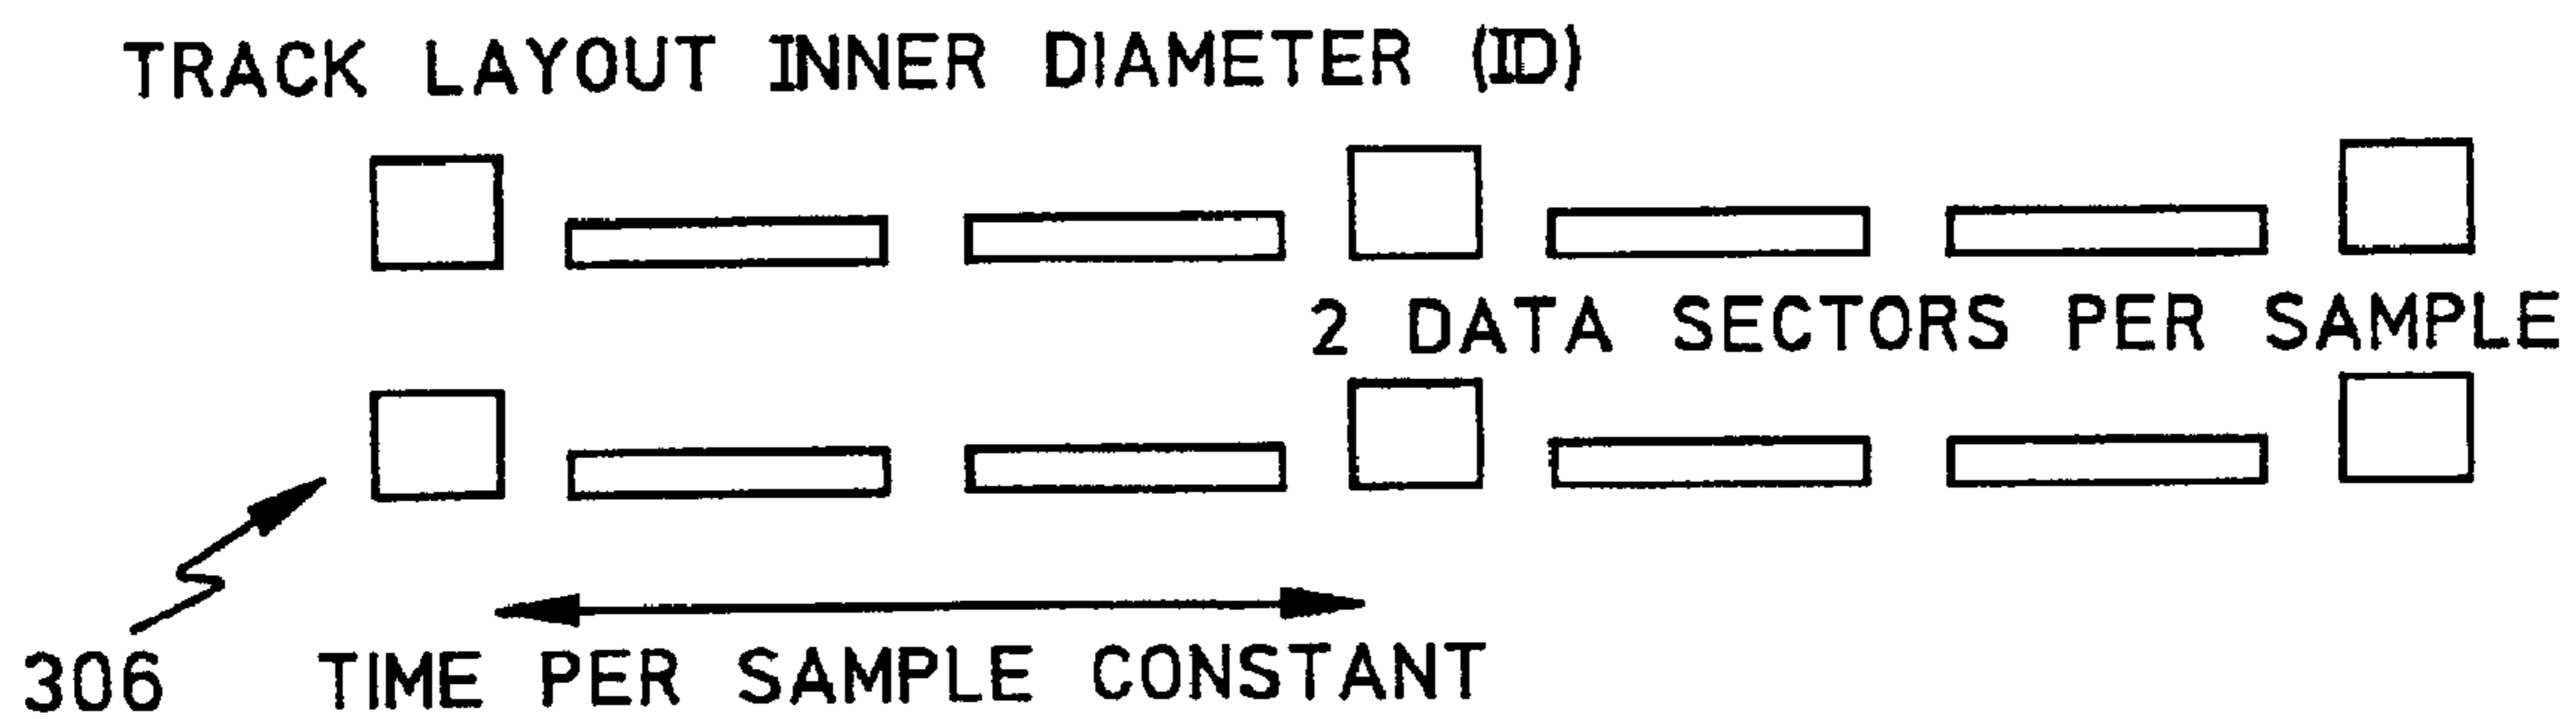 TRACK LAYOUT INNER DIAMETER (ID)
2 DATA SECTORS PER SAMPLE
306 TIME PER SAMPLE CONSTANT